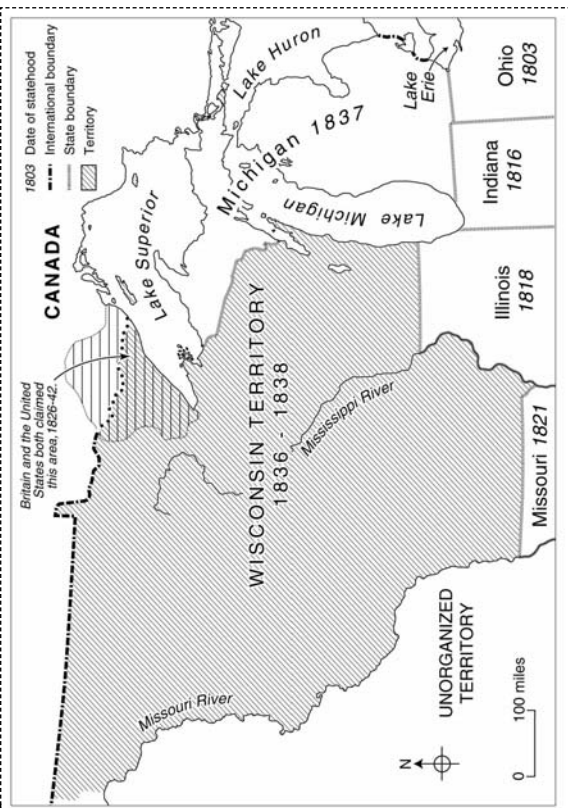 1803 Date of statehood
International boundary
State boundary
Territory
CANADA
Britain and the United
States both claimed
this area, 1826-42.
Lake Superior
Lake Huron
Michigan 1837
Lake Michigan
Lake
Erie
WISCONSIN TERRITORY
1836 - 1838
Mississippi River
Missouri River
Ohio
1803
Indiana
1816
Illinois
1818
Missouri 1821
UNORGANIZED
TERRITORY
N
0 100 miles